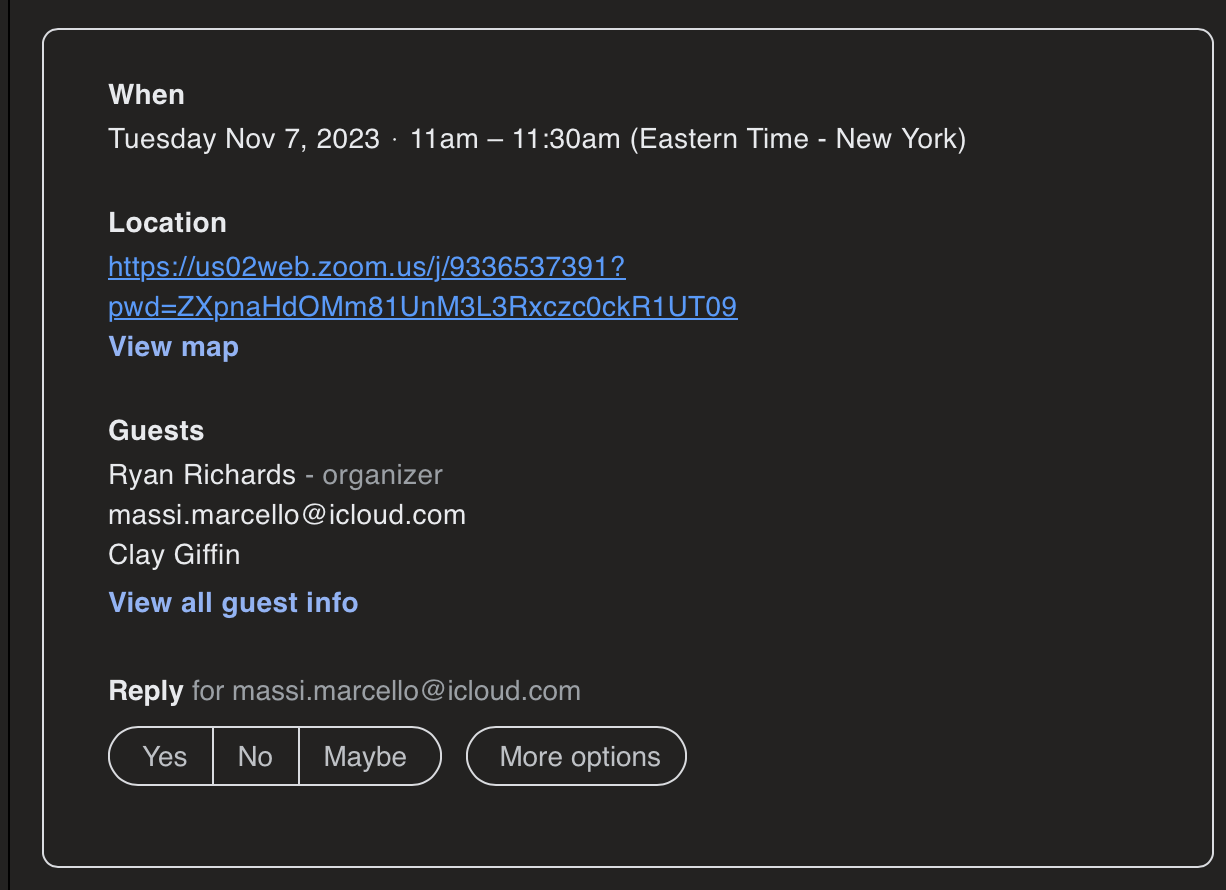 When
Tuesday Nov 7, 2023 · 11am – 11:30am (Eastern Time - New York)
Location
https://us02web.zoom.us/j/9336537391?
pwd=ZXpnaHdOMm81UnM3L3Rxczc0ckR1UT09
View map
Guests
Ryan Richards - organizer
massi.marcello@icloud.com
Clay Giffin
View all guest info
Reply for massi.marcello@icloud.com
Yes No Maybe More options